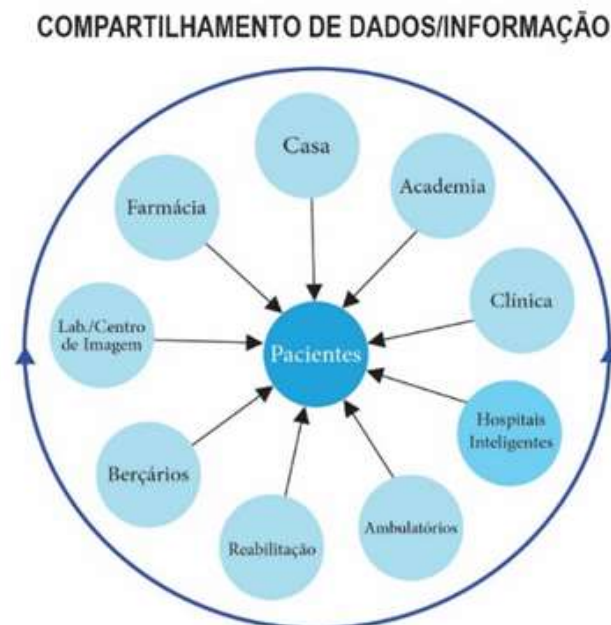 COMPARTILHAMENTO DE DADOS/INFORMAÇÃO
Casa
Academia
Farmácia
Clínica
Lab./Centro
de Imagem
Pacientes
Hospitais
Inteligentes
Berçários
Ambulatórios
Reabilitação